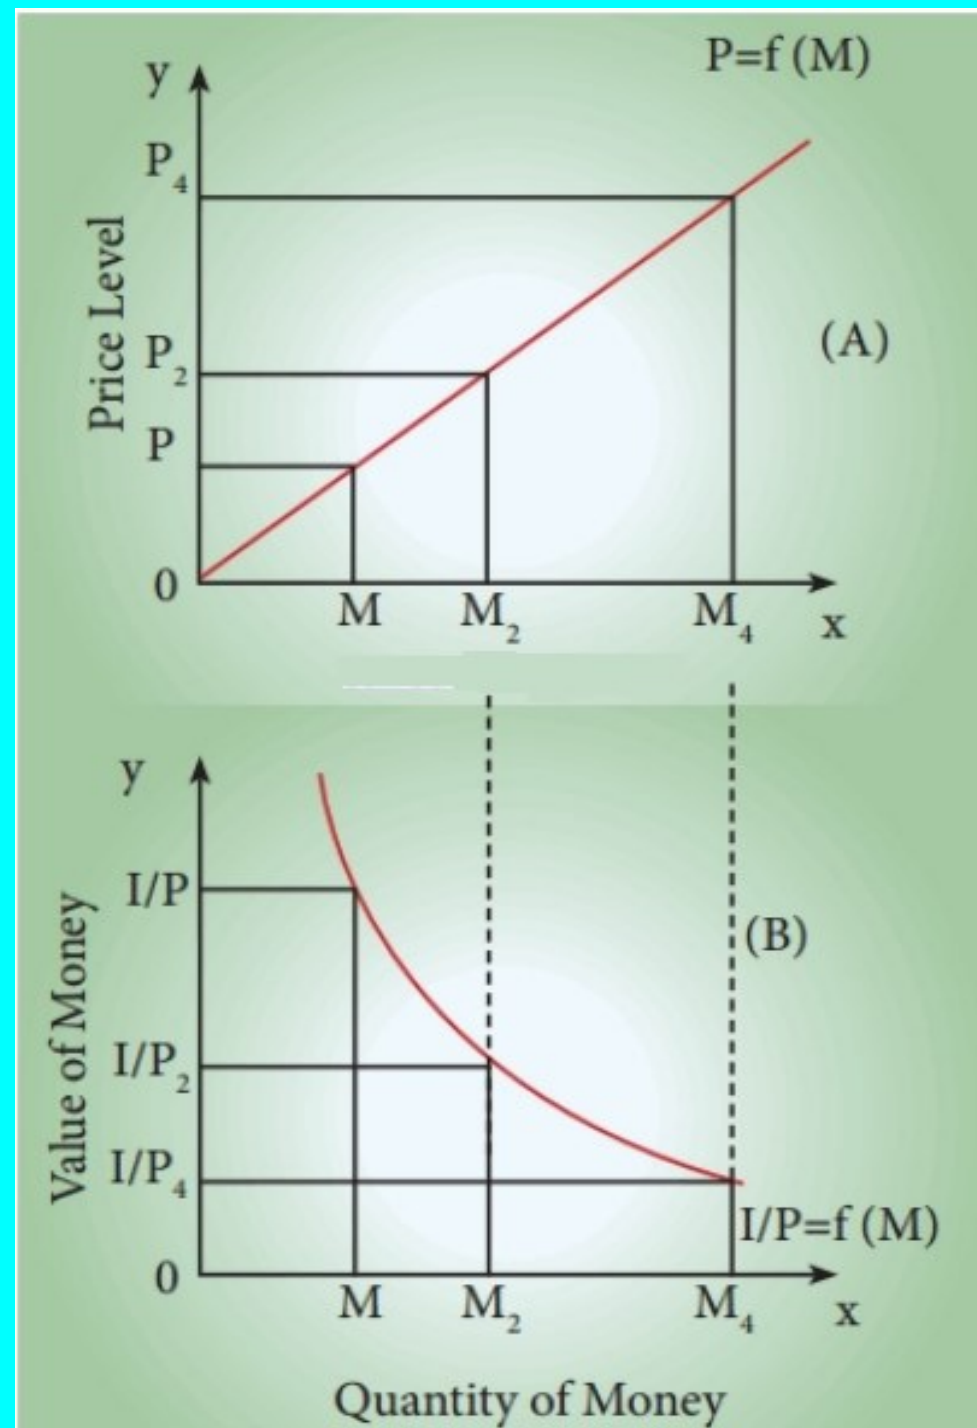 P=f (M)
y
P4
Price Level
(A)
P2
P
0
M M2 M4 x
y
I/P
Value of Money
(B)
I/P2
I/P4
I/P=f (M)
0
M M2 M4 x
Quantity of Money